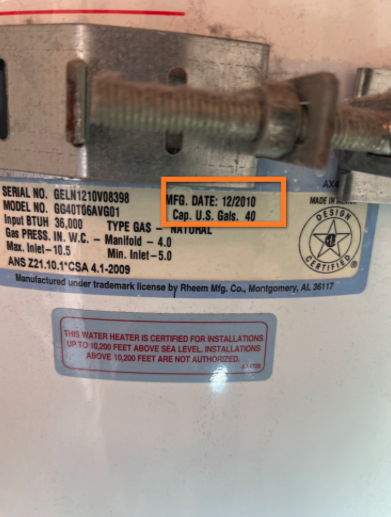 SERIAL NO. GELN1210V08398
MODEL NO. GG40T06AVG01
MFG. DATE: 12/2010
Cap. U.S. Gals. 40
Input BTUH 36,000 TYPE GAS - NATURAL
Gas PRESS. IN. W.C. - Manifold - 4.0
Max. Inlet-10.5 Min. Inlet-5.0
ANS Z21.10.1*CSA 4.1-2009
MADE IN
DESIGN
CERTIFIED
®
Manufactured under trademark license by Rheem Mfg. Co., Montgomery, AL 36117
THIS WATER HEATER IS CERTIFIED FOR INSTALLATIONS
UP TO 10,200 FEET ABOVE SEA LEVEL. INSTALLATIONS
ABOVE 10,200 FEET ARE NOT AUTHORIZED.